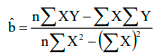 b̂ = (n∑XY − ∑X∑Y) / (n∑X² − (∑X)²)